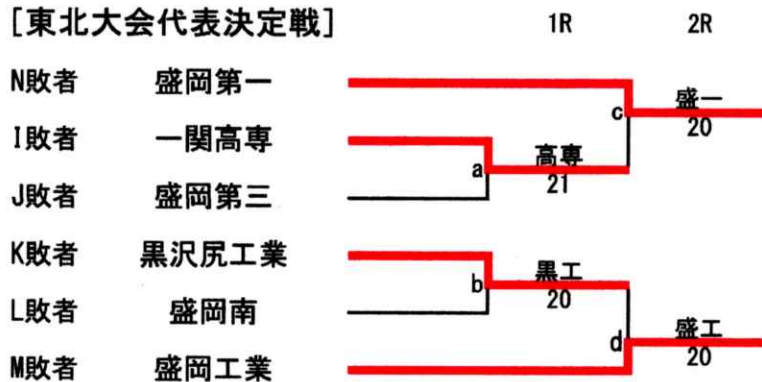 [東北大会代表決定戦] 1R 2R
N敗者 盛岡第一
c 盛一
20
I敗者 一関高専
a 高専
21
J敗者 盛岡第三
K敗者 黒沢尻工業
b 黒工
20
L敗者 盛岡南
d 盛工
20
M敗者 盛岡工業